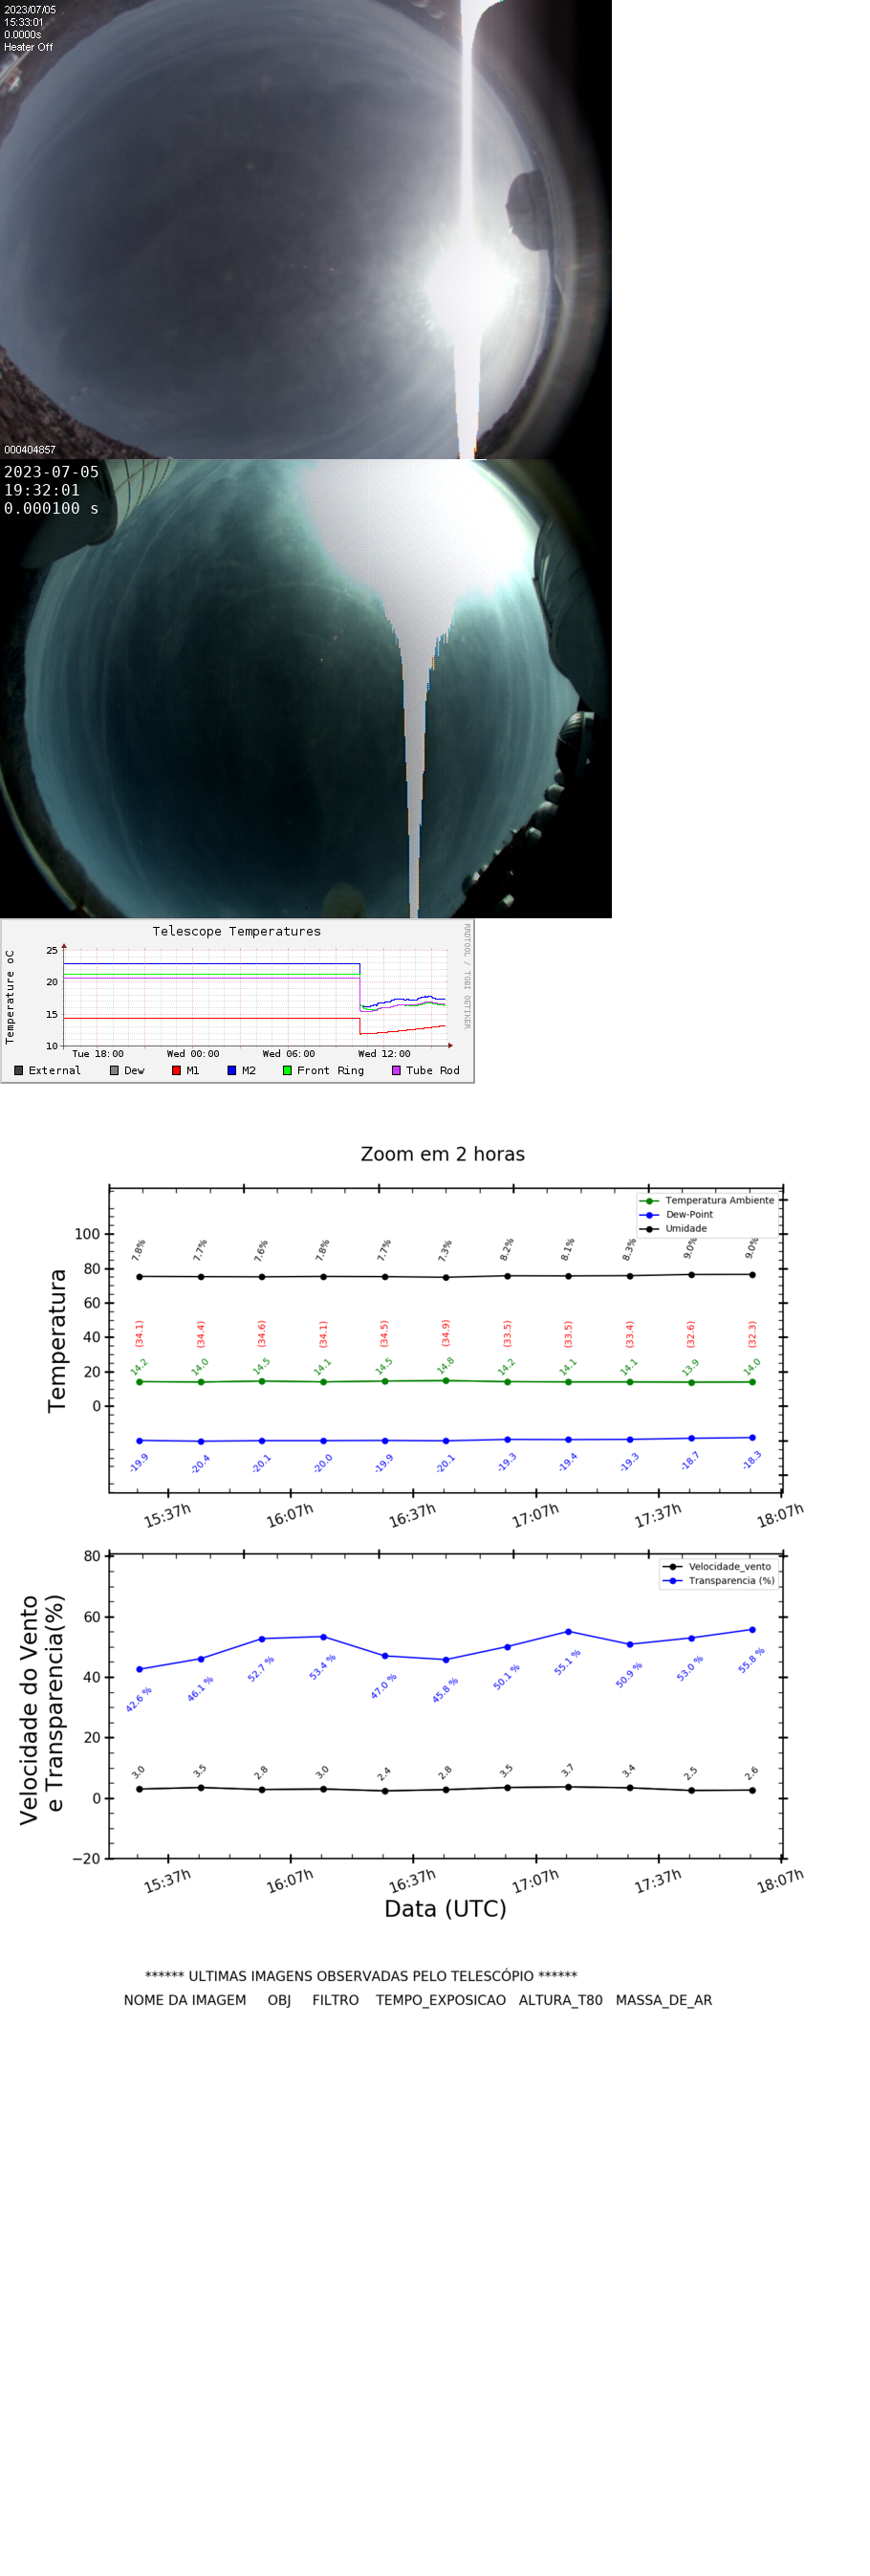 2023/07/05
15:33:01
0.0000s
Heater Off
000404857
2023-07-05
19:32:01
0.000100 s
Telescope Temperatures
RRDTOOL / TOBI OETIKER
Temperature oC
25
20
15
10
Tue 18:00 Wed 00:00 Wed 06:00 Wed 12:00
External Dew M1 M2 Front Ring Tube Rod
Zoom em 2 horas
Temperatura Ambiente
Dew-Point
Umidade
Temperatura
100
80
60
40
20
0
7.8% 7.7% 7.6% 7.8% 7.7% 7.3% 8.2% 8.1% 8.3% 9.0% 9.0%
(34.1) (34.4) (34.6) (34.1) (34.5) (34.9) (33.5) (33.5) (33.4) (32.6) (32.3)
14.2 14.0 14.5 14.1 14.5 14.8 14.2 14.1 14.1 13.9 14.0
-19.9 -20.4 -20.1 -20.0 -19.9 -20.1 -19.3 -19.4 -19.3 -18.7 -18.3
15:37h 16:07h 16:37h 17:07h 17:37h 18:07h
Velocidade_vento
Transparencia (%)
Velocidade do Vento
e Transparencia(%)
80
60
40
20
0
−20
42.6 % 46.1 % 52.7 % 53.4 % 47.0 % 45.8 % 50.1 % 55.1 % 50.9 % 53.0 % 55.8 %
3.0 3.5 2.8 3.0 2.4 2.8 3.5 3.7 3.4 2.5 2.6
15:37h 16:07h 16:37h 17:07h 17:37h 18:07h
Data (UTC)
****** ULTIMAS IMAGENS OBSERVADAS PELO TELESCÓPIO ******
NOME DA IMAGEM OBJ FILTRO TEMPO_EXPOSICAO ALTURA_T80 MASSA_DE_AR